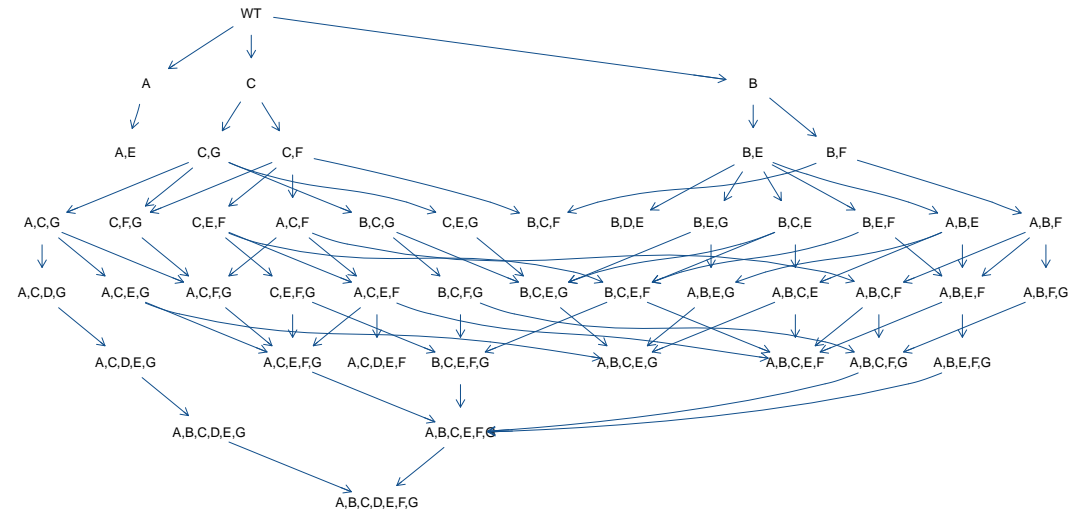 WT
A C B
A,E C,G C,F B,E B,F
A,C,G C,F,G C,E,F A,C,F B,C,G C,E,G B,C,F B,D,E B,E,G B,C,E B,E,F A,B,E A,B,F
A,C,D,G A,C,E,G A,C,F,G C,E,F,G A,C,E,F B,C,F,G B,C,E,G B,C,E,F A,B,E,G A,B,C,E A,B,C,F A,B,E,F A,B,F,G
A,C,D,E,G A,C,E,F,G A,C,D,E,F B,C,E,F,G A,B,C,E,G A,B,C,E,F A,B,C,F,G A,B,E,F,G
A,B,C,D,E,G A,B,C,E,F,G
A,B,C,D,E,F,G